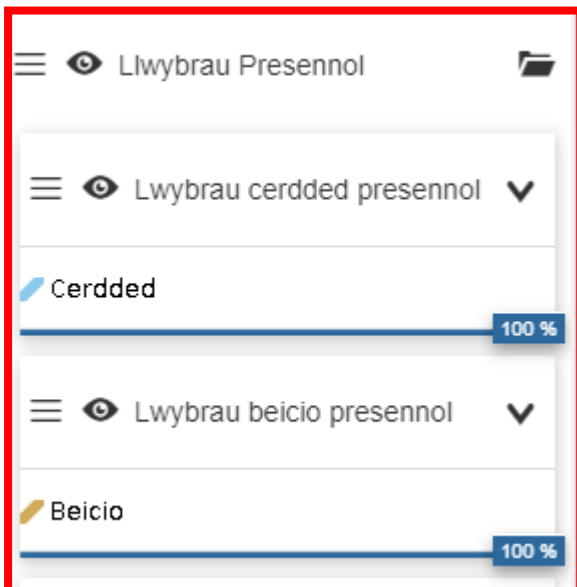 Llwybrau Presennol
Lwybrau cerdded presennol
Cerdded
100 %
Lwybrau beicio presennol
Beicio
100 %